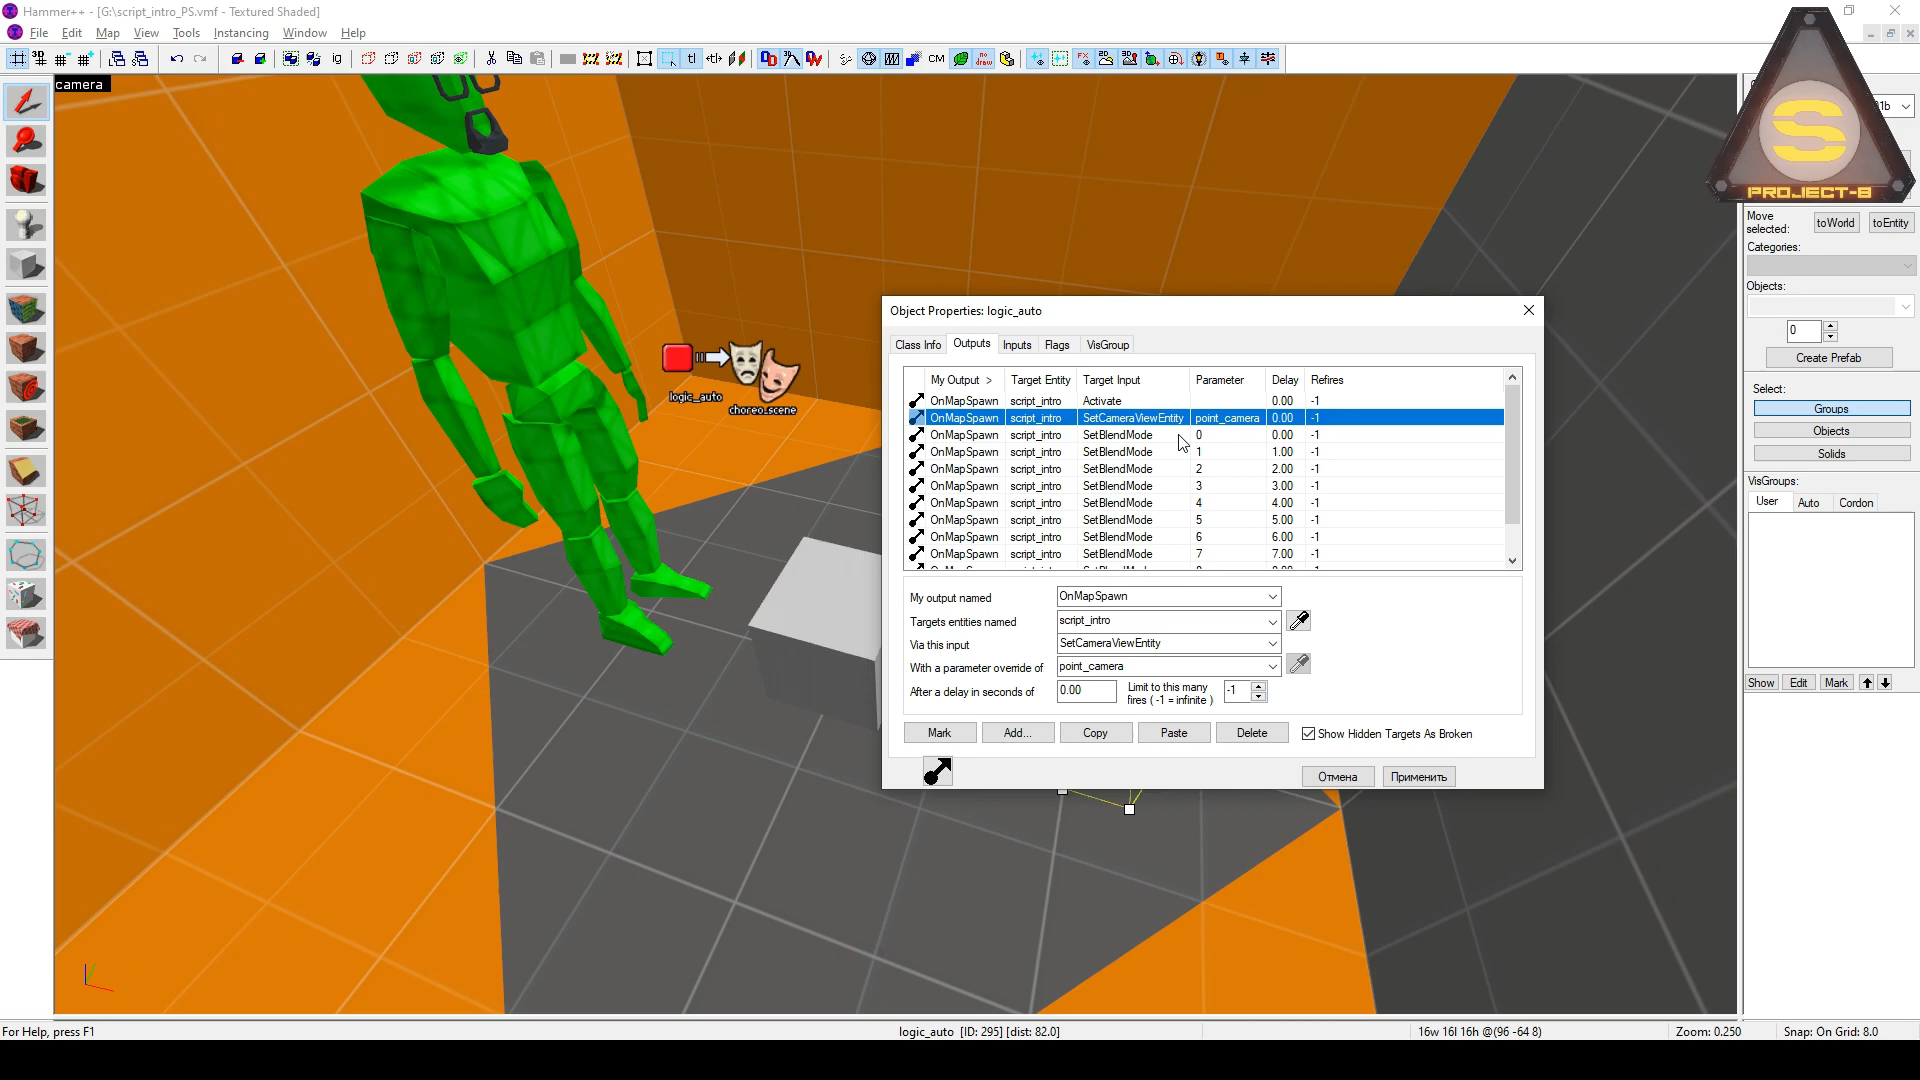 Hammer++ - [G:\script_intro_PS.vmf - Textured Shaded]
File Edit Map View Tools Instancing Window Help
3D ig tl CM no draw FX 2D 3D
camera
logic_auto
choreo_scene
Object Properties: logic_auto
Class Info Outputs Inputs Flags VisGroup
My Output > Target Entity Target Input Parameter Delay Refires
OnMapSpawn script_intro Activate 0.00 -1
OnMapSpawn script_intro SetCameraViewEntity point_camera 0.00 -1
OnMapSpawn script_intro SetBlendMode 0 0.00 -1
OnMapSpawn script_intro SetBlendMode 1 1.00 -1
OnMapSpawn script_intro SetBlendMode 2 2.00 -1
OnMapSpawn script_intro SetBlendMode 3 3.00 -1
OnMapSpawn script_intro SetBlendMode 4 4.00 -1
OnMapSpawn script_intro SetBlendMode 5 5.00 -1
OnMapSpawn script_intro SetBlendMode 6 6.00 -1
OnMapSpawn script_intro SetBlendMode 7 7.00 -1
My output named OnMapSpawn
Targets entities named script_intro
Via this input SetCameraViewEntity
With a parameter override of point_camera
After a delay in seconds of 0.00 Limit to this many fires ( -1 = infinite ) -1
Mark Add... Copy Paste Delete Show Hidden Targets As Broken
Отмена Применить
S
PROJECT-8
Move selected: toWorld toEntity
Categories:
Objects:
0
Create Prefab
Select:
Groups
Objects
Solids
VisGroups:
User Auto Cordon
Show Edit Mark
For Help, press F1 logic_auto [ID: 295] [dist: 82.0] 16w 16l 16h @(96 -64 8) Zoom: 0.250 Snap: On Grid: 8.0